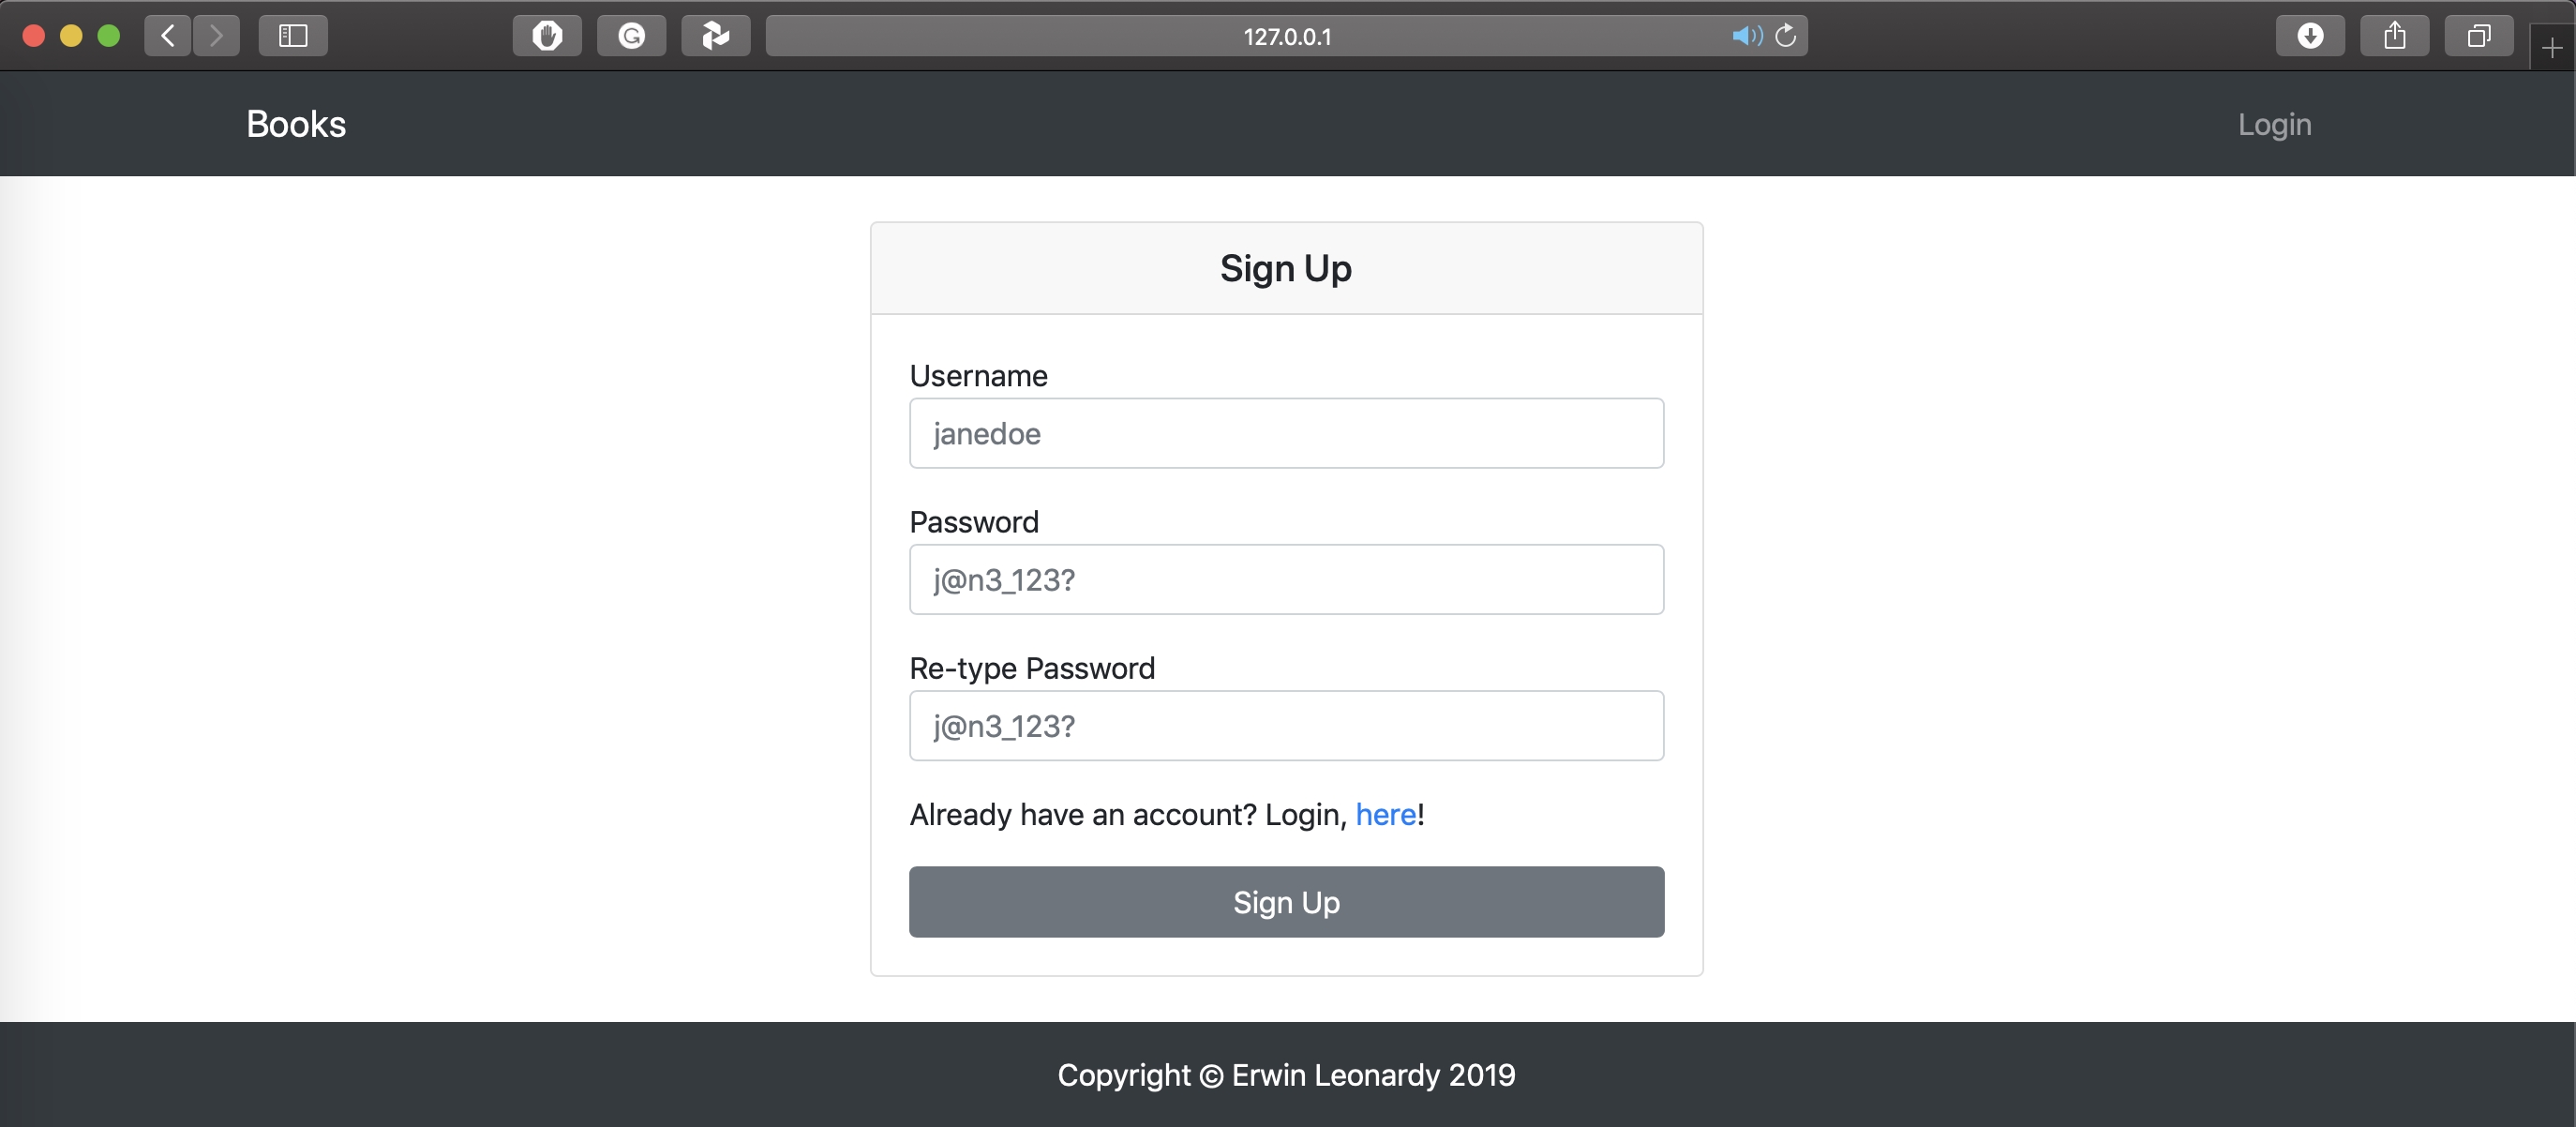 127.0.0.1
Books
Login
Sign Up
Username
janedoe
Password
j@n3_123?
Re-type Password
j@n3_123?
Already have an account? Login, here!
Sign Up
Copyright © Erwin Leonardy 2019